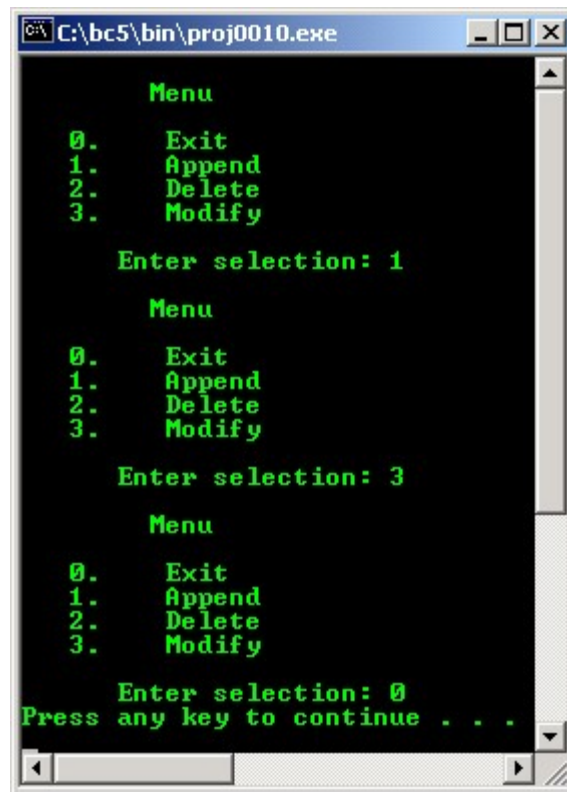 C:\bc5\bin\proj0010.exe
Menu
0. Exit
1. Append
2. Delete
3. Modify
Enter selection: 1
Menu
0. Exit
1. Append
2. Delete
3. Modify
Enter selection: 3
Menu
0. Exit
1. Append
2. Delete
3. Modify
Enter selection: 0
Press any key to continue . . .